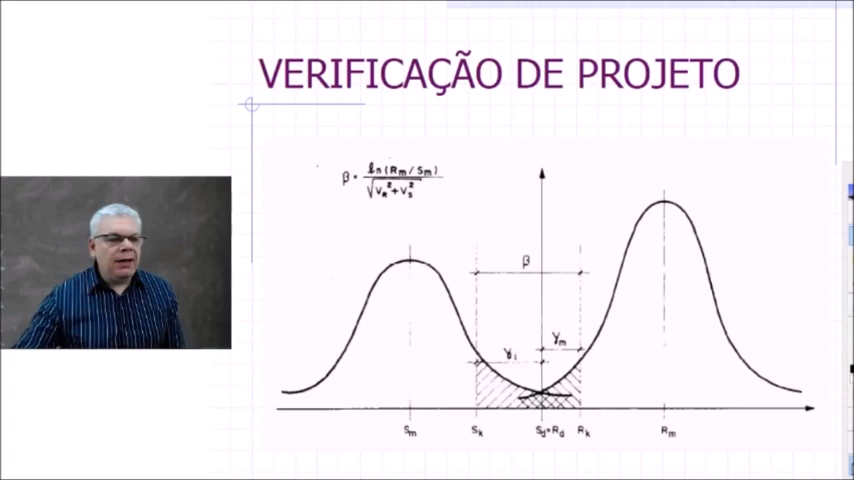 VERIFICAÇÃO DE PROJETO
β = ln(Rm/Sm)
√VR²+VS²
β
γm
γi
Sm Sk Sd=Rd Rk Rm